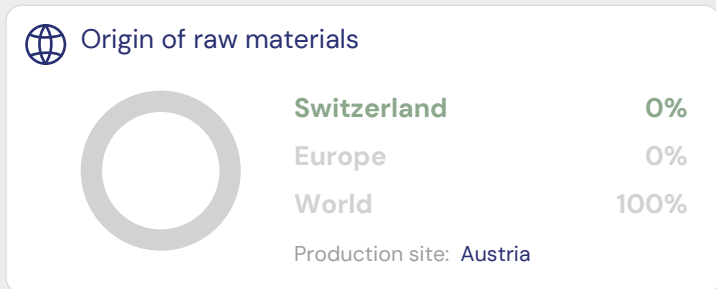 Origin of raw materials
Switzerland 0%
Europe 0%
World 100%
Production site: Austria